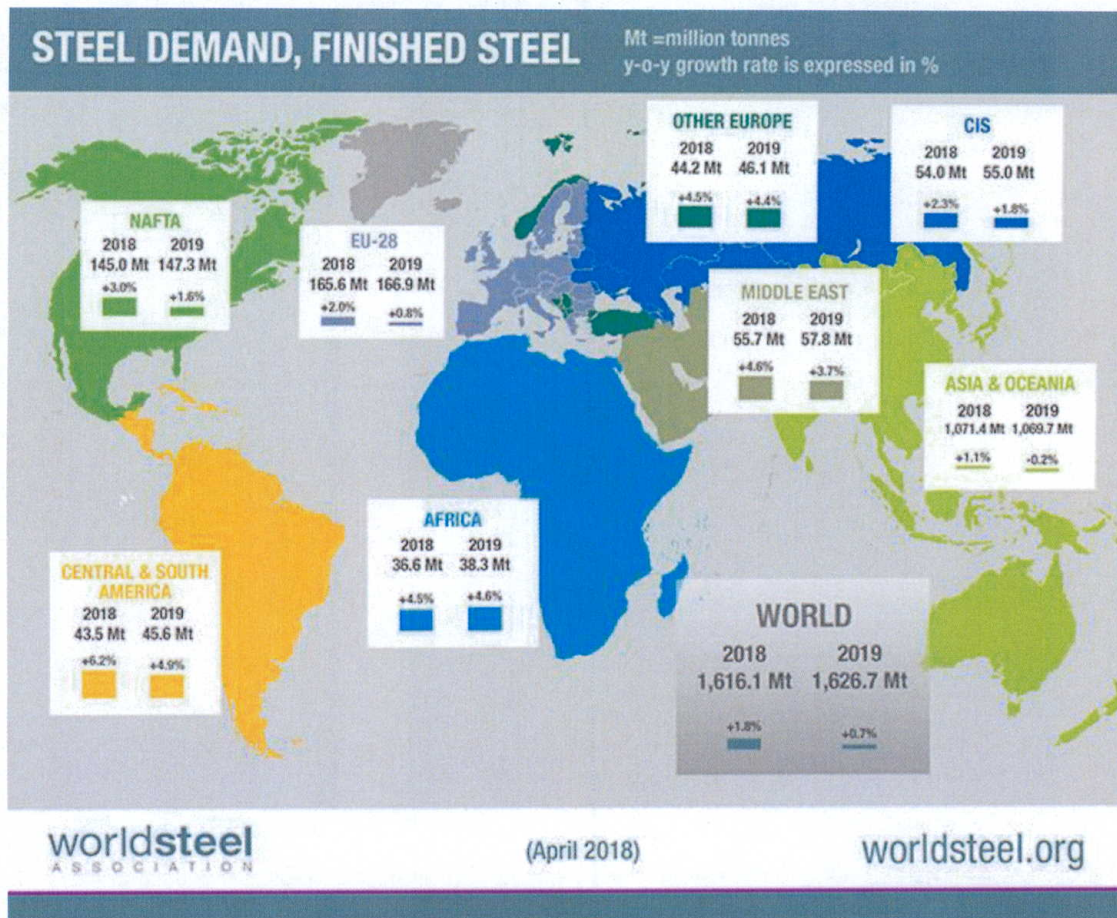 STEEL DEMAND, FINISHED STEEL
Mt =million tonnes
y-o-y growth rate is expressed in %
OTHER EUROPE
2018 2019
44.2 Mt 46.1 Mt
+4.5% +4.4%
CIS
2018 2019
54.0 Mt 55.0 Mt
+2.3% +1.8%
NAFTA
2018 2019
145.0 Mt 147.3 Mt
+3.0% +1.6%
EU-28
2018 2019
165.6 Mt 166.9 Mt
+2.0% +0.8%
MIDDLE EAST
2018 2019
55.7 Mt 57.8 Mt
+4.6% +3.7%
ASIA & OCEANIA
2018 2019
1,071.4 Mt 1,069.7 Mt
+1.1% -0.2%
AFRICA
2018 2019
36.6 Mt 38.3 Mt
+4.5% +4.6%
CENTRAL & SOUTH
AMERICA
2018 2019
43.5 Mt 45.6 Mt
+6.2% +4.9%
WORLD
2018 2019
1,616.1 Mt 1,626.7 Mt
+1.8% +0.7%
worldsteel
ASSOCIATION
(April 2018)
worldsteel.org